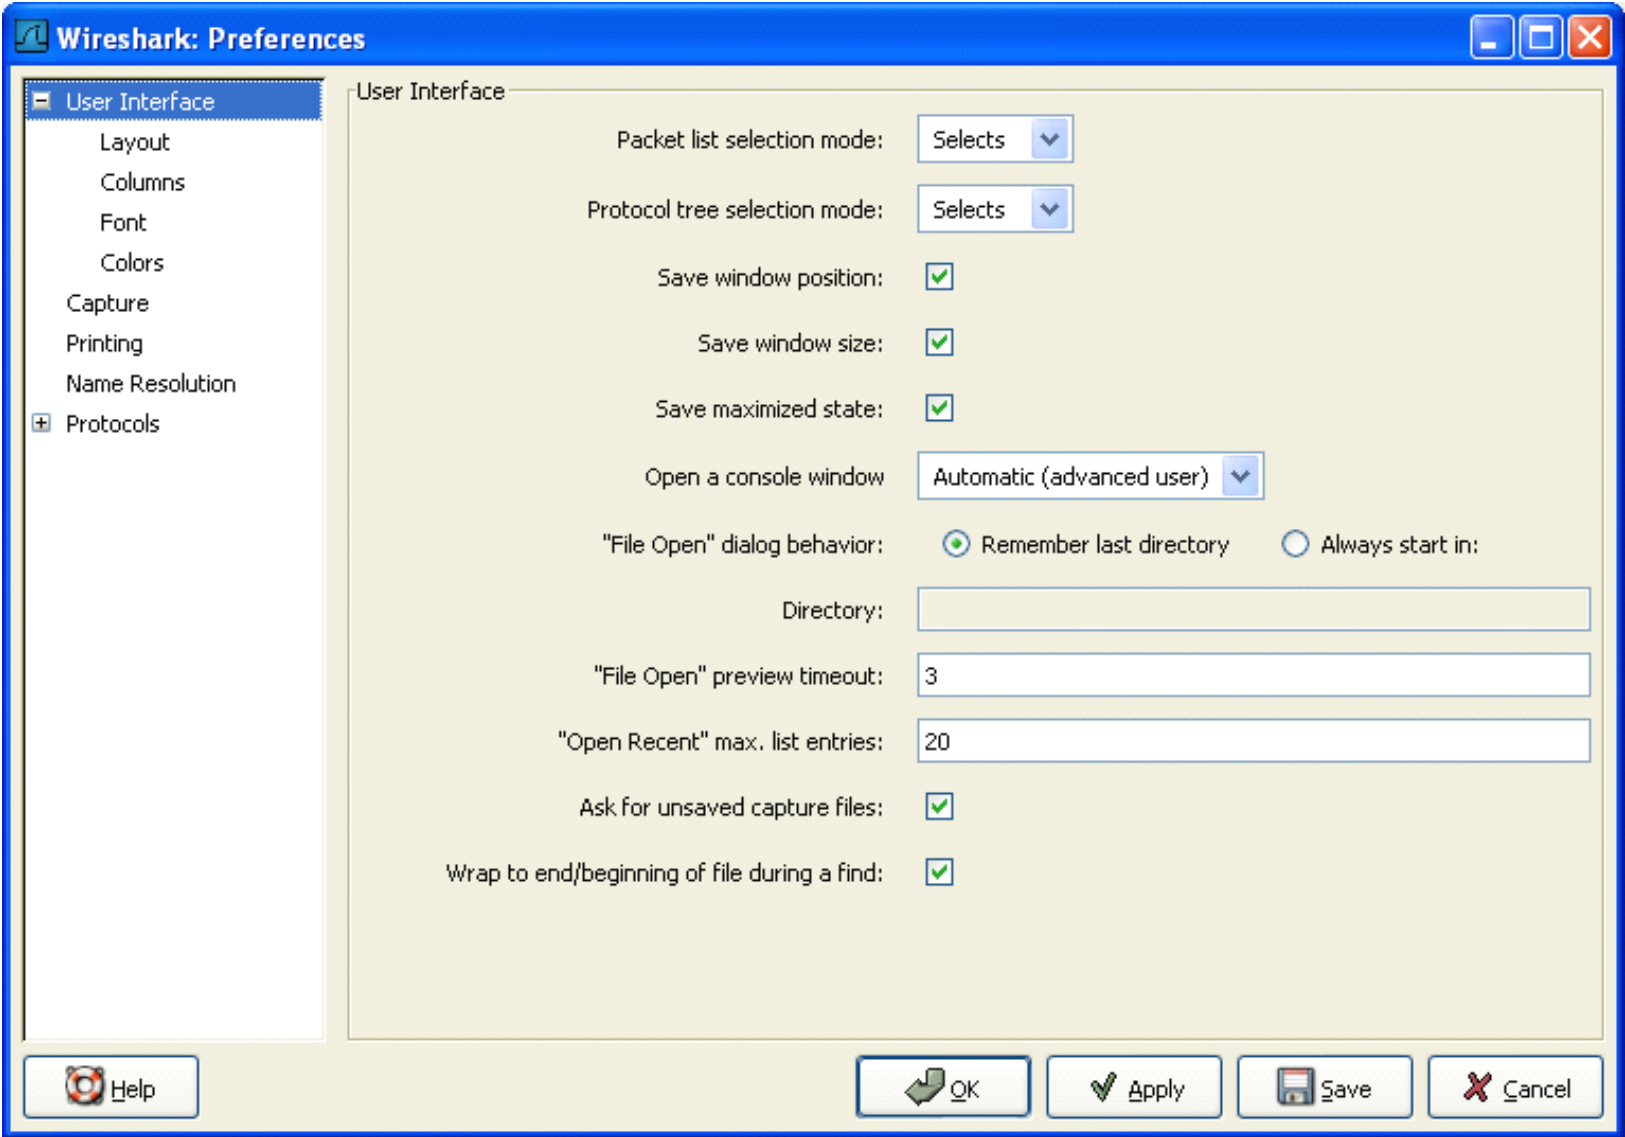 Wireshark: Preferences
User Interface
Layout
Columns
Font
Colors
Capture
Printing
Name Resolution
Protocols
User Interface
Packet list selection mode: Selects
Protocol tree selection mode: Selects
Save window position:
Save window size:
Save maximized state:
Open a console window Automatic (advanced user)
"File Open" dialog behavior: Remember last directory Always start in:
Directory:
"File Open" preview timeout: 3
"Open Recent" max. list entries: 20
Ask for unsaved capture files:
Wrap to end/beginning of file during a find:
Help OK Apply Save Cancel